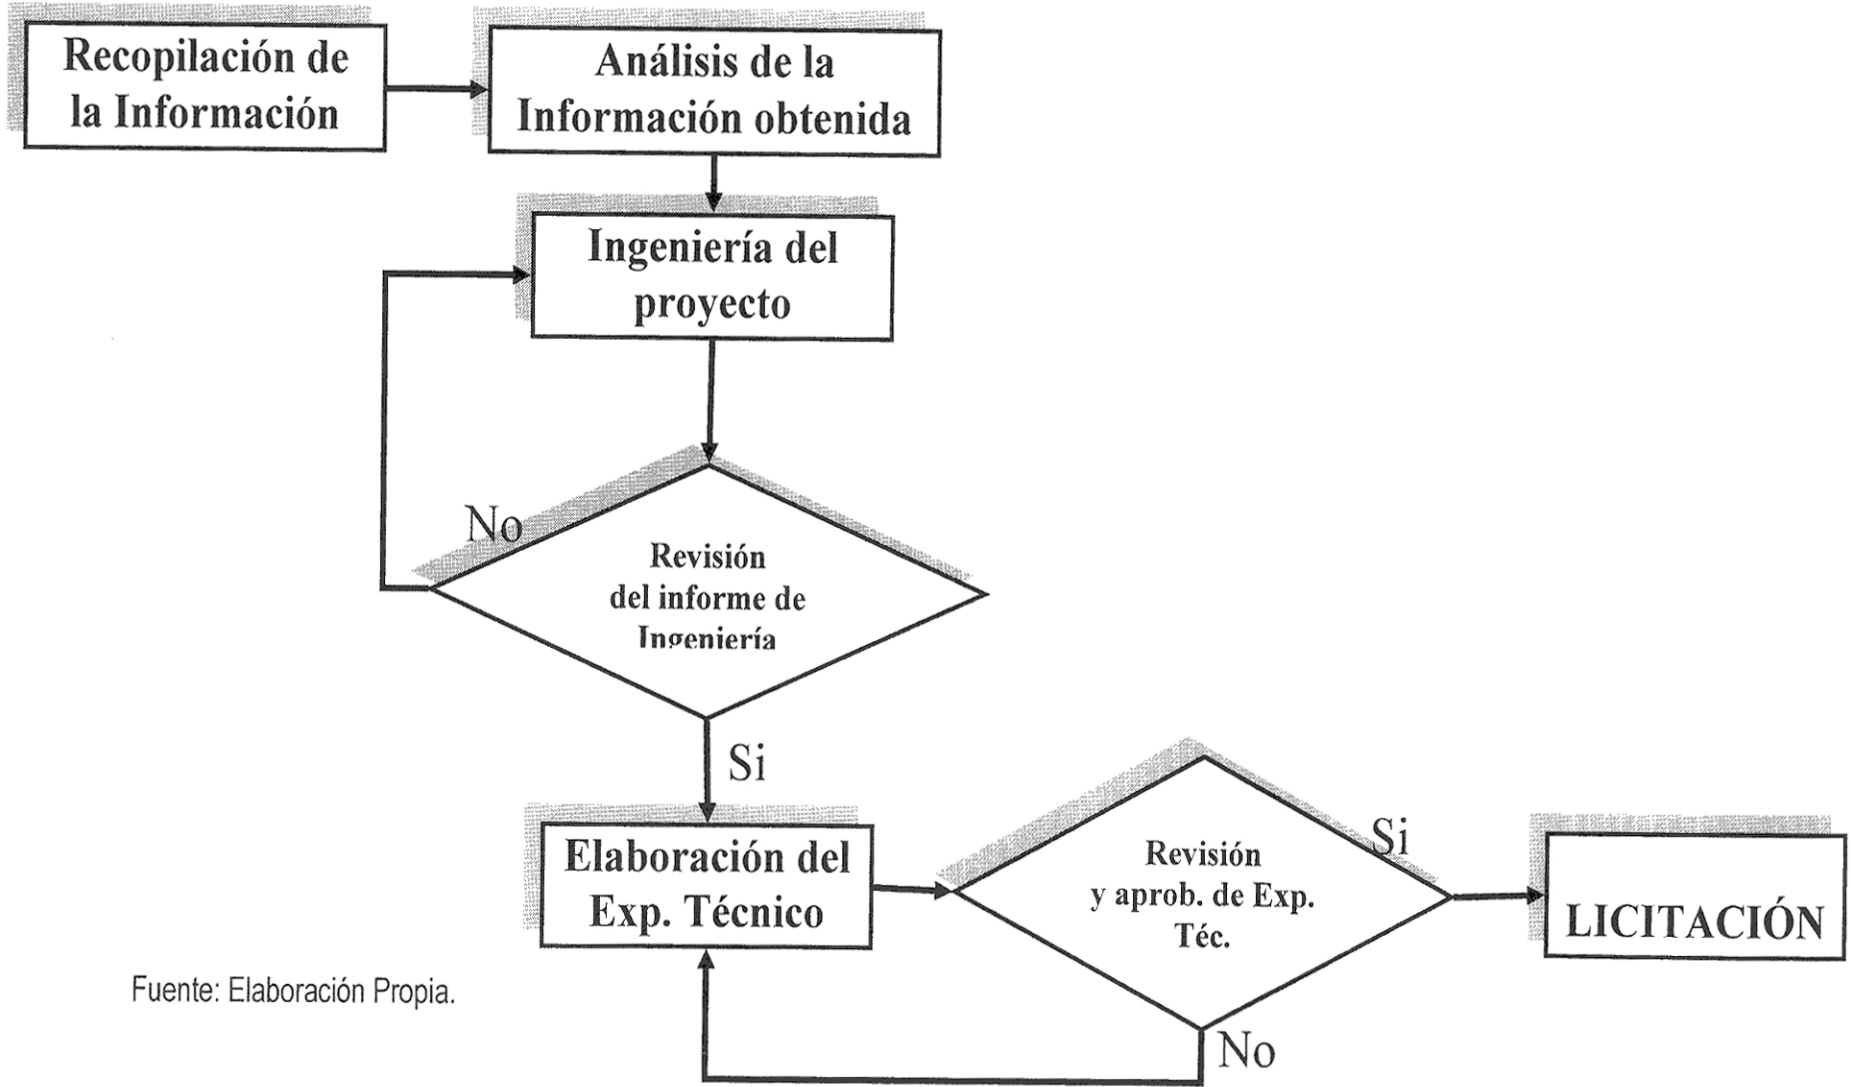 Recopilación de
la Información
Análisis de la
Información obtenida
Ingeniería del
proyecto
No
Revisión
del informe de
Ingeniería
Si
Elaboración del
Exp. Técnico
Revisión
y aprob. de Exp.
Téc.
Si
LICITACIÓN
No
Fuente: Elaboración Propia.